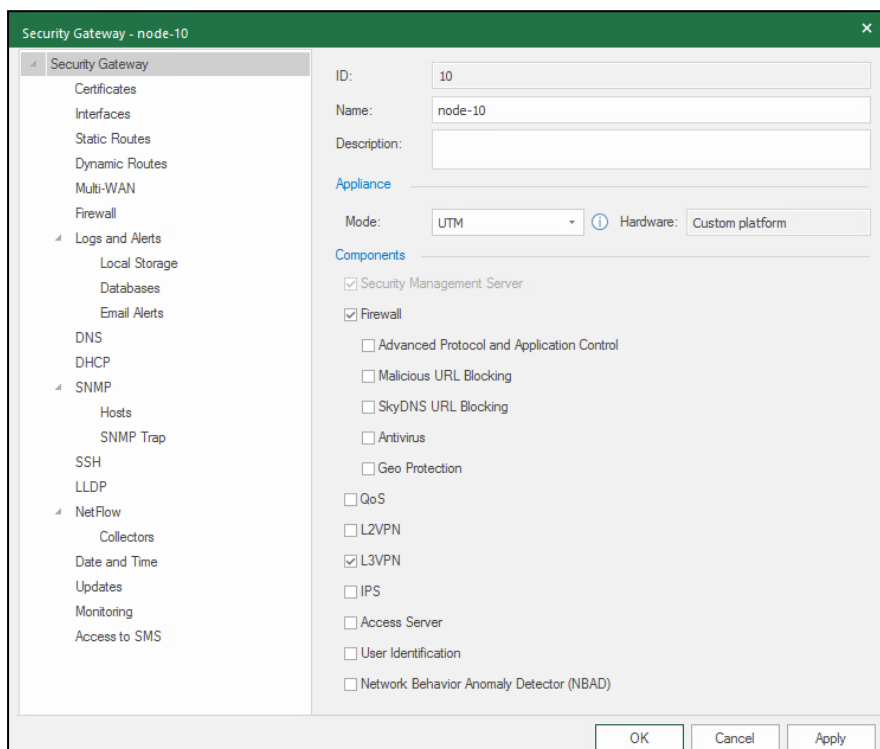 Security Gateway - node-10
Security Gateway
Certificates
Interfaces
Static Routes
Dynamic Routes
Multi-WAN
Firewall
Logs and Alerts
Local Storage
Databases
Email Alerts
DNS
DHCP
SNMP
Hosts
SNMP Trap
SSH
LLDP
NetFlow
Collectors
Date and Time
Updates
Monitoring
Access to SMS
ID: 10
Name: node-10
Description:
Appliance
Mode: UTM Hardware: Custom platform
Components
Security Management Server
Firewall
Advanced Protocol and Application Control
Malicious URL Blocking
SkyDNS URL Blocking
Antivirus
Geo Protection
QoS
L2VPN
L3VPN
IPS
Access Server
User Identification
Network Behavior Anomaly Detector (NBAD)
OK Cancel Apply